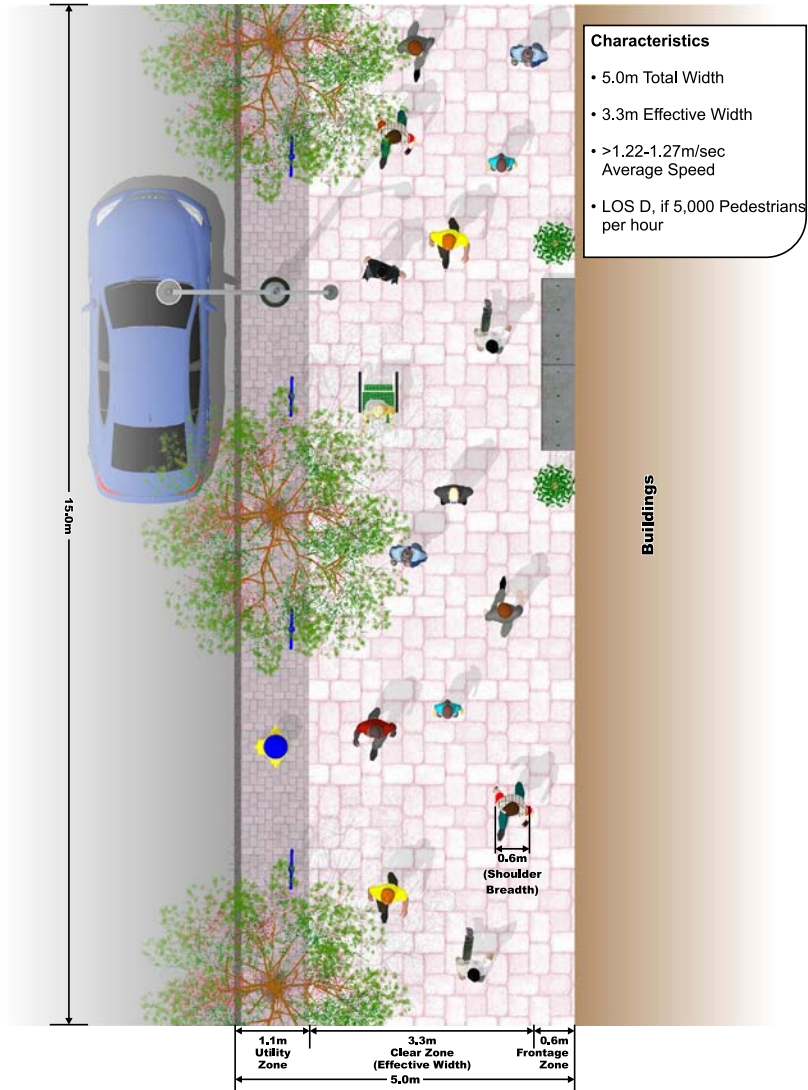 Characteristics
• 5.0m Total Width
• 3.3m Effective Width
• >1.22-1.27m/sec
Average Speed
• LOS D, if 5,000 Pedestrians
per hour
15.0m
Buildings
0.6m
(Shoulder
Breadth)
1.1m
Utility
Zone
3.3m
Clear Zone
(Effective Width)
0.6m
Frontage
Zone
5.0m